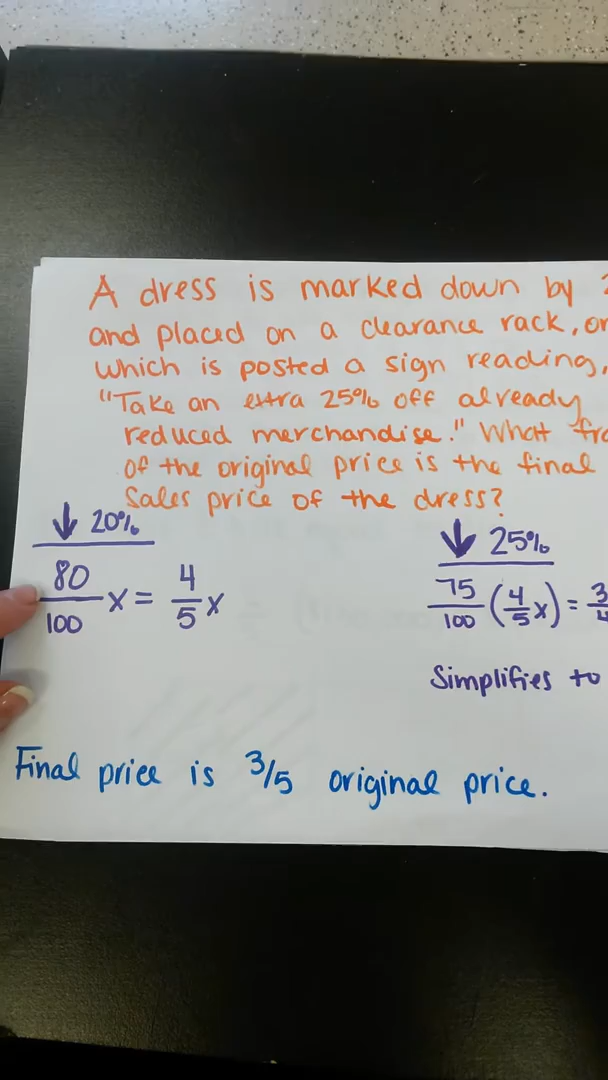 A dress is marked down by
and placed on a clearance rack, on
which is posted a sign reading,
"Take an extra 25% off already
reduced merchandise." What
of the original price is the final
Sales price of the dress?
↓ 20%
80/100 x = 4/5 x
↓ 25%
75/100 (4/5 x) = 3/4
Simplifies to
Final price is 3/5 original price.